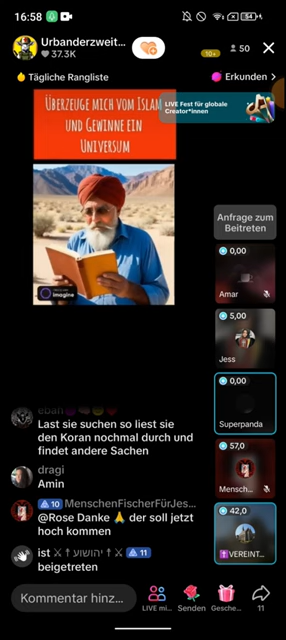 16:58
54
Urbanderzweit...
37.3K
10+
50
Tägliche Rangliste
Erkunden >
ÜBERZEUGE MICH VOM ISLAM
UND GEWINNE EIN
UNIVERSUM
LIVE Fest für globale
Creator*innen
imagine
Anfrage zum
Beitreten
0,00
Amar
5,00
Jess
0,00
Superpanda
57,0
Mensch...
42,0
VEREINT...
Last sie suchen so liest sie
den Koran nochmal durch und
findet andere Sachen
dragi
Amin
10 MenschenFischerFürJes...
@Rose Danke 🙏 der soll jetzt
hoch kommen
ist ⚔ † יהושוע † ⚔ 11
beigetreten
Kommentar hinz...
LIVE mi...
Senden
Gesche...
11